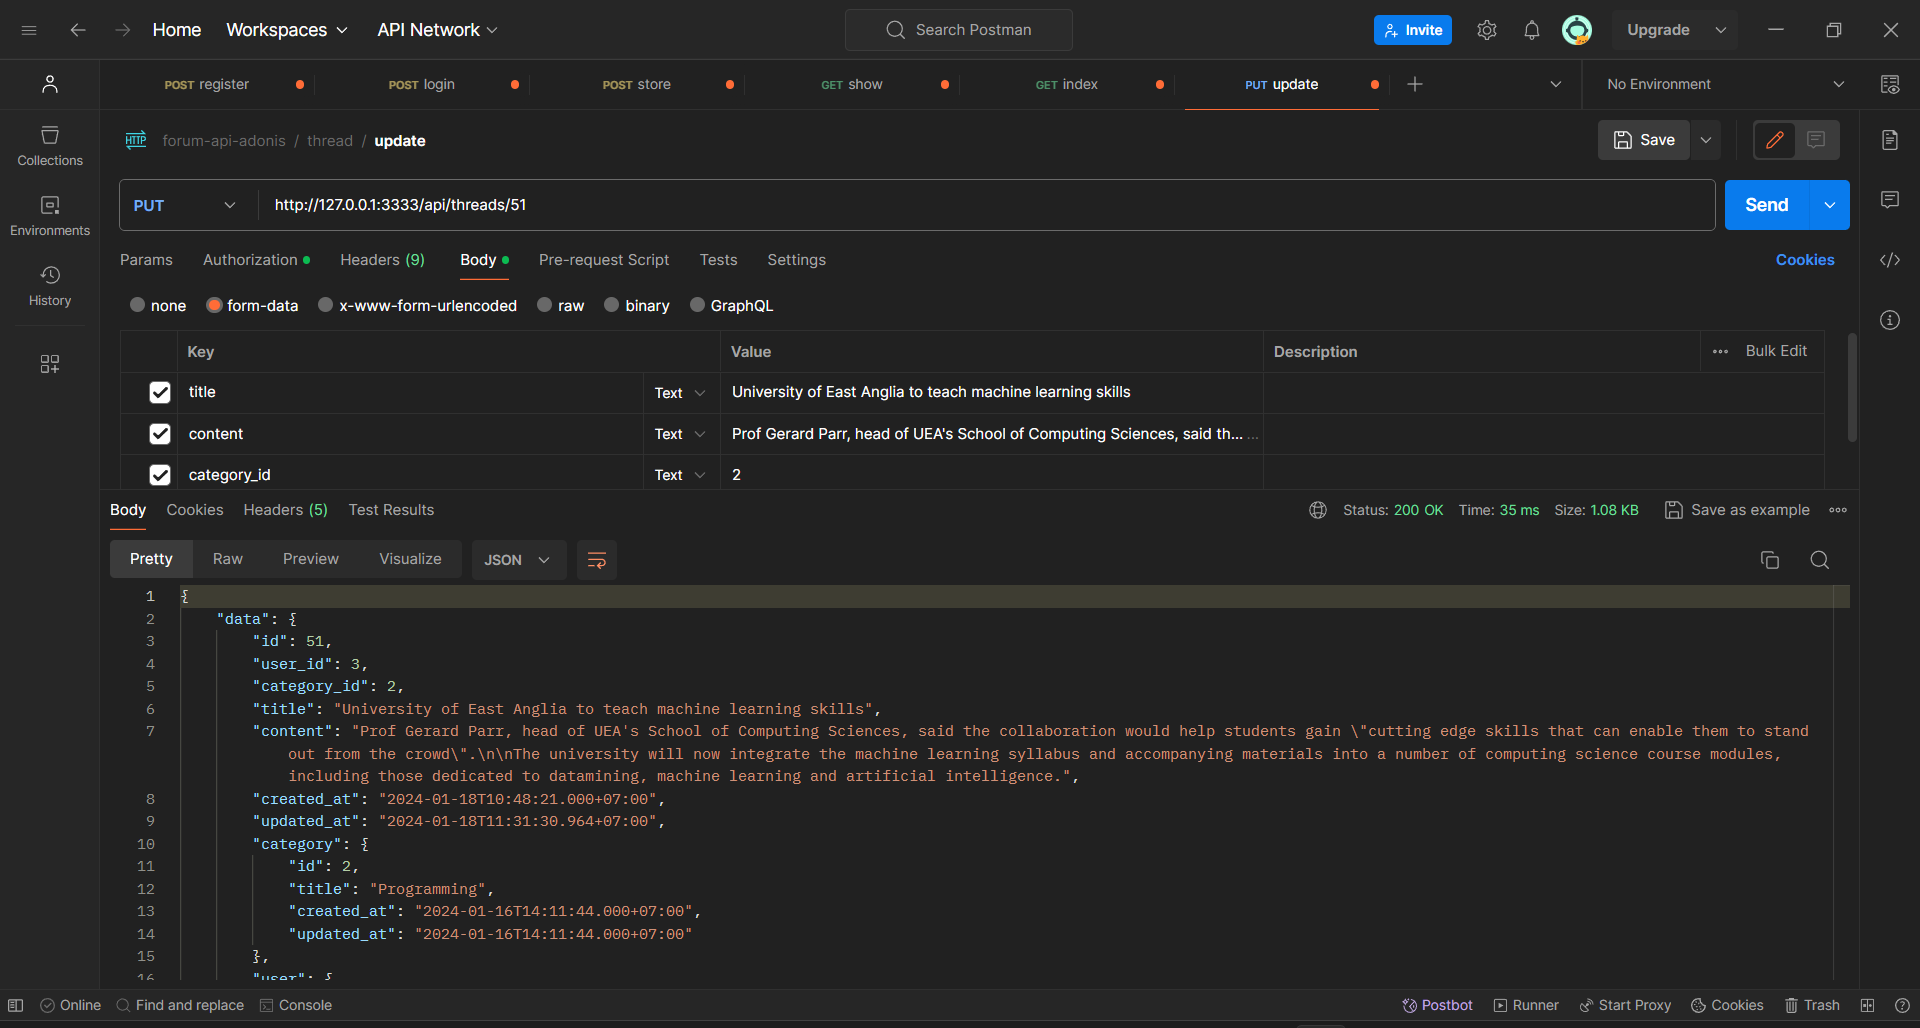 Home Workspaces API Network Search Postman Invite Upgrade
POST register POST login POST store GET show GET index PUT update No Environment
forum-api-adonis / thread / update Save
Collections
PUT http://127.0.0.1:3333/api/threads/51 Send
Environments
Params Authorization Headers (9) Body Pre-request Script Tests Settings Cookies
History
none form-data x-www-form-urlencoded raw binary GraphQL
Key Value Description Bulk Edit
title Text University of East Anglia to teach machine learning skills
content Text Prof Gerard Parr, head of UEA's School of Computing Sciences, said th... ...
category_id Text 2
Body Cookies Headers (5) Test Results Status: 200 OK Time: 35 ms Size: 1.08 KB Save as example
Pretty Raw Preview Visualize JSON
1 {
2 "data": {
3 "id": 51,
4 "user_id": 3,
5 "category_id": 2,
6 "title": "University of East Anglia to teach machine learning skills",
7 "content": "Prof Gerard Parr, head of UEA's School of Computing Sciences, said the collaboration would help students gain \"cutting edge skills that can enable them to stand
out from the crowd\".\n\nThe university will now integrate the machine learning syllabus and accompanying materials into a number of computing science course modules,
including those dedicated to datamining, machine learning and artificial intelligence.",
8 "created_at": "2024-01-18T10:48:21.000+07:00",
9 "updated_at": "2024-01-18T11:31:30.964+07:00",
10 "category": {
11 "id": 2,
12 "title": "Programming",
13 "created_at": "2024-01-16T14:11:44.000+07:00",
14 "updated_at": "2024-01-16T14:11:44.000+07:00"
15 },
16 "user": {
Online Find and replace Console Postbot Runner Start Proxy Cookies Trash